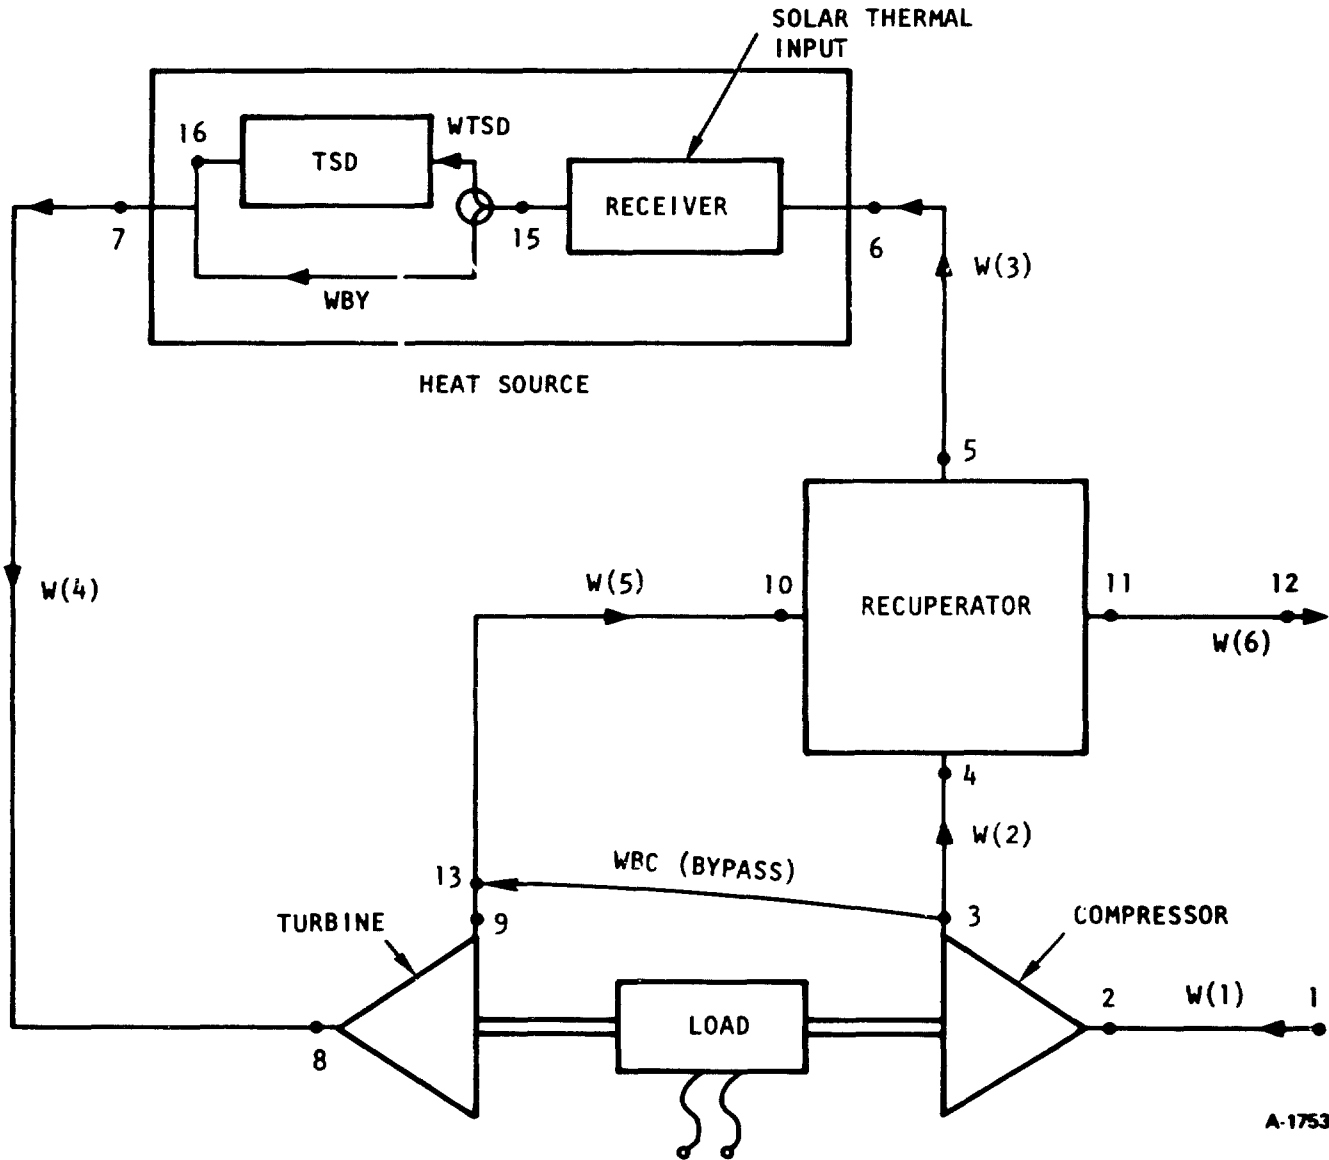 SOLAR THERMAL
INPUT
16
WTSD
TSD
RECEIVER
7
15
6
W(3)
WBY
HEAT SOURCE
5
W(4)
W(5)
10
RECUPERATOR
11
12
W(6)
4
W(2)
WBC (BYPASS)
13
TURBINE
9
3
COMPRESSOR
LOAD
2
W(1)
1
8
A-1753